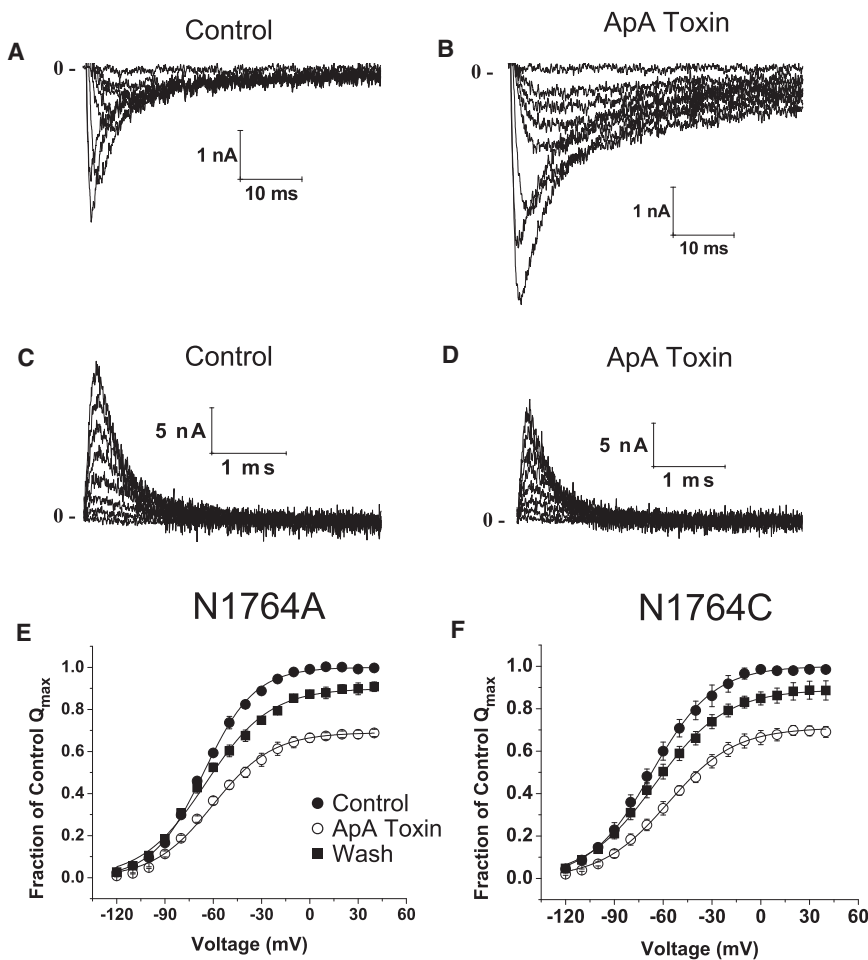 A
Control
0 -
1 nA
10 ms
B
ApA Toxin
0 -
1 nA
10 ms
C
Control
5 nA
1 ms
0 -
D
ApA Toxin
5 nA
1 ms
0 -
E
N1764A
Fraction of Control Qmax
1.0
0.8
0.6
0.4
0.2
0.0
Control
ApA Toxin
Wash
-120 -90 -60 -30 0 30 60
Voltage (mV)
F
N1764C
Fraction of Control Qmax
1.0
0.8
0.6
0.4
0.2
0.0
-120 -90 -60 -30 0 30 60
Voltage (mV)